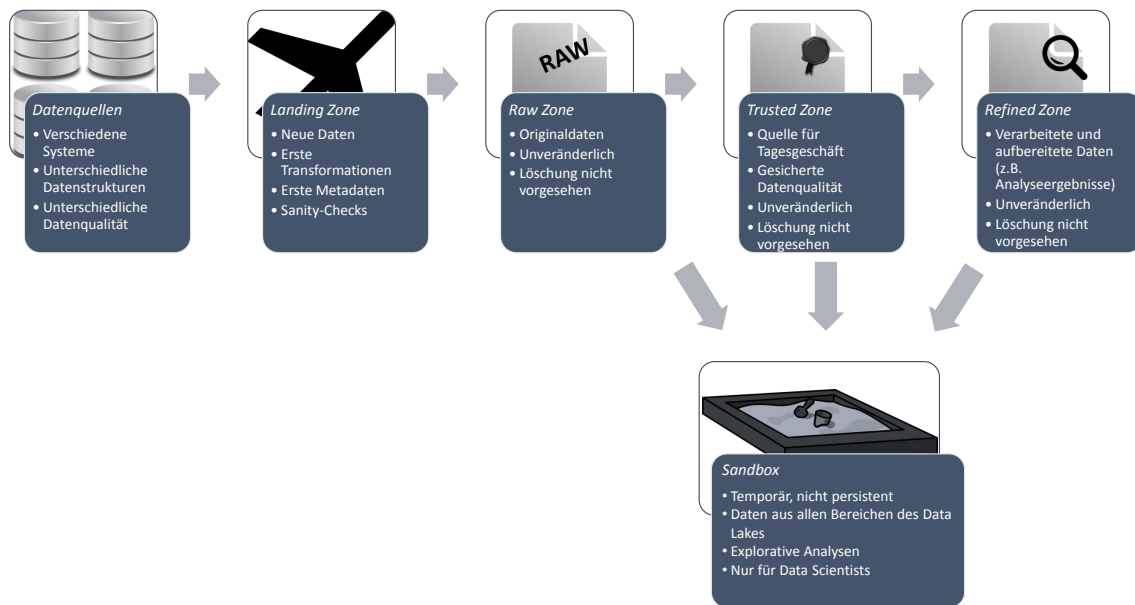 RAW
Datenquellen
• Verschiedene
Systeme
• Unterschiedliche
Datenstrukturen
• Unterschiedliche
Datenqualität
Landing Zone
• Neue Daten
• Erste
Transformationen
• Erste Metadaten
• Sanity-Checks
Raw Zone
• Originaldaten
• Unveränderlich
• Löschung nicht
vorgesehen
Trusted Zone
• Quelle für
Tagesgeschäft
• Gesicherte
Datenqualität
• Unveränderlich
• Löschung nicht
vorgesehen
Refined Zone
• Verarbeitete und
aufbereitete Daten
(z.B.
Analyseergebnisse)
• Unveränderlich
• Löschung nicht
vorgesehen
Sandbox
• Temporär, nicht persistent
• Daten aus allen Bereichen des Data
Lakes
• Explorative Analysen
• Nur für Data Scientists